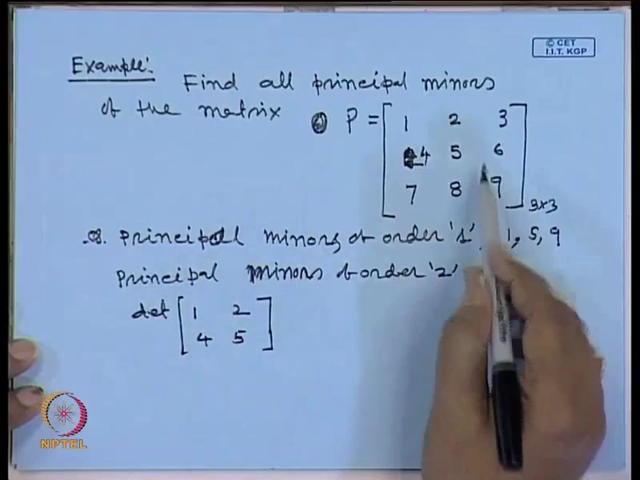 © CET
I.I.T. KGP
Example:
Find all principal minors
of the matrix P = [ 1 2 3
4 5 6
7 8 9 ] 3x3
principal minors of order '1' 1, 5, 9
Principal minors of order '2'
det [ 1 2
4 5 ]
NPTEL